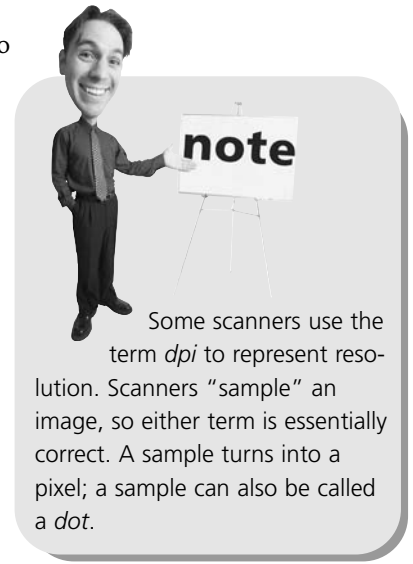 o
note
Some scanners use the
term dpi to represent reso-
lution. Scanners “sample” an
image, so either term is essentially
correct. A sample turns into a
pixel; a sample can also be called
a dot.